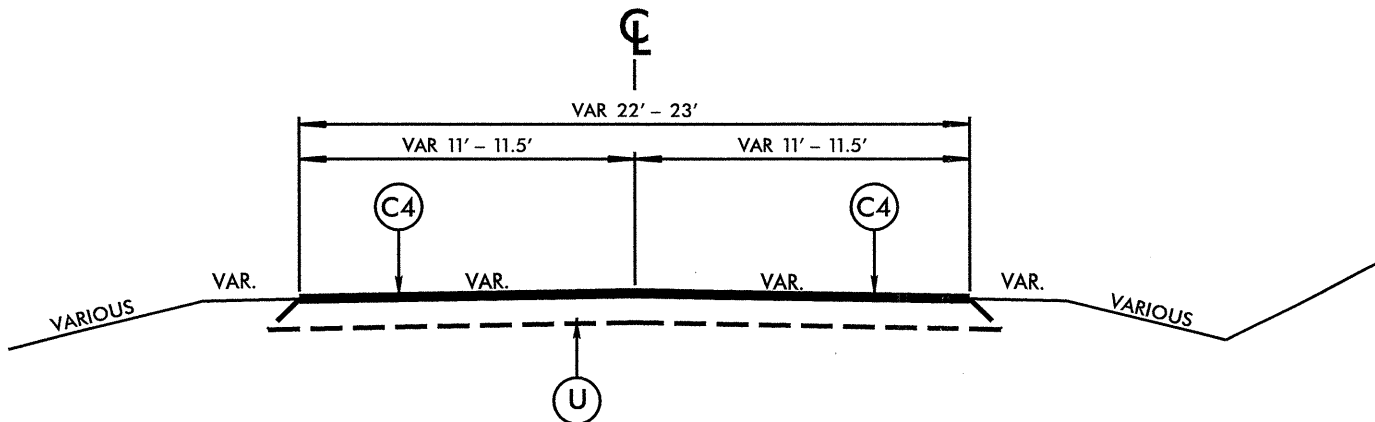 ℄
VAR 22' – 23'
VAR 11' – 11.5' VAR 11' – 11.5'
C4 C4
VARIOUS VAR. VAR. VAR. VAR. VARIOUS
U